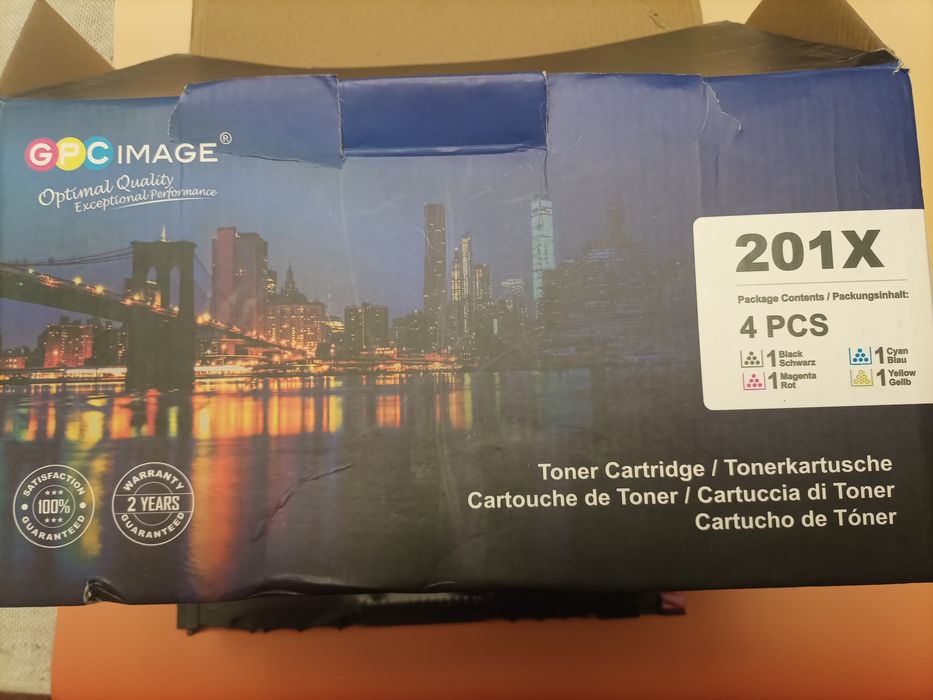 GPC IMAGE®
Optimal Quality
Exceptional Performance
201X
Package Contents / Packungsinhalt:
4 PCS
1 Black
Schwarz
1 Cyan
Blau
1 Magenta
Rot
1 Yellow
Gellb
SATISFACTION
100%
GUARANTEED
WARRANTY
2 YEARS
GUARANTEED
Toner Cartridge / Tonerkartusche
Cartouche de Toner / Cartuccia di Toner
Cartucho de Tóner